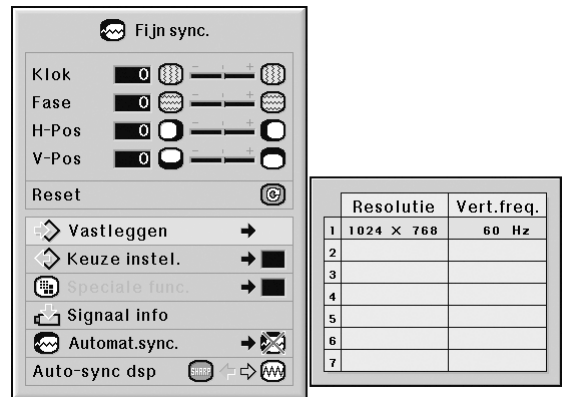 Fijn sync.
Klok 0
Fase 0
H-Pos 0
V-Pos 0
Reset
Vastleggen
Keuze instel.
Speciale func.
Signaal info
Automat.sync.
Auto-sync dsp SHARP
Resolutie Vert.freq.
1 1024 × 768 60 Hz
2
3
4
5
6
7